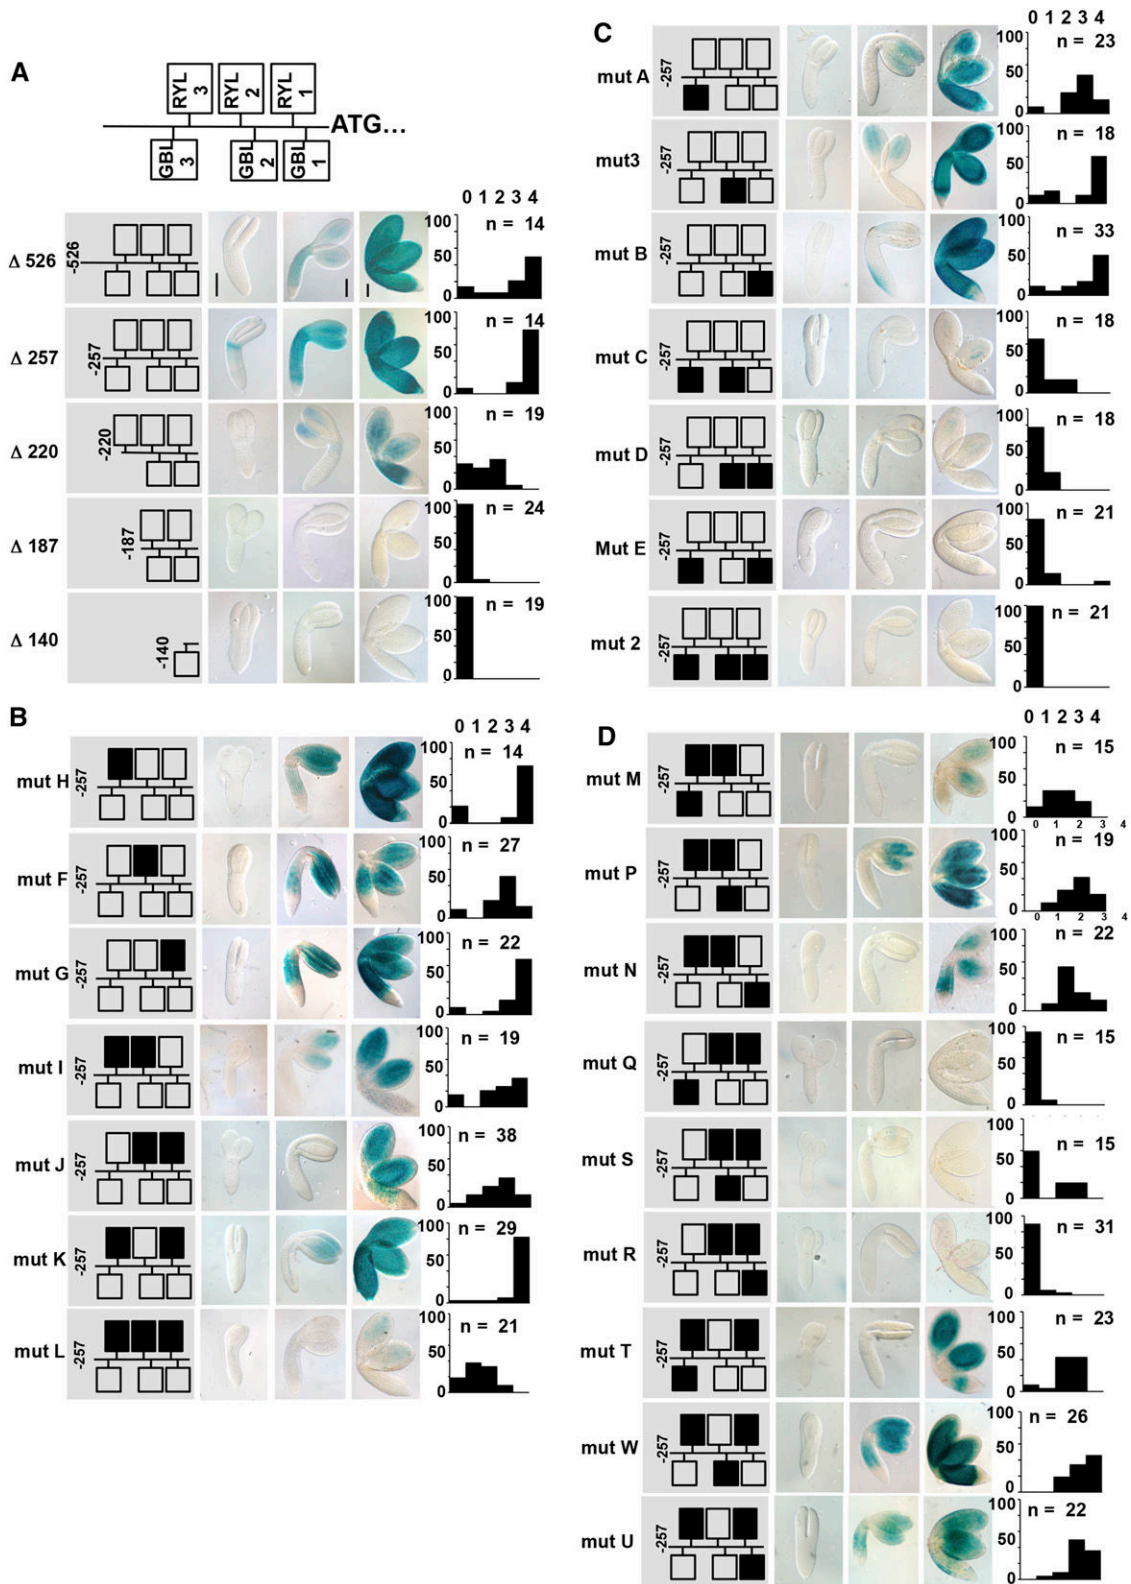 A
RYL 3
RYL 2
RYL 1
ATG...
GBL 3
GBL 2
GBL 1
0 1 2 3 4
Δ 526
-526
100
50
0
n = 14
Δ 257
-257
100
50
0
n = 14
Δ 220
-220
100
50
0
n = 19
Δ 187
-187
100
50
0
n = 24
Δ 140
-140
100
50
0
n = 19
B
0 1 2 3 4
mut H
-257
100
50
0
n = 14
mut F
-257
100
50
0
n = 27
mut G
-257
100
50
0
n = 22
mut I
-257
100
50
0
n = 19
mut J
-257
100
50
0
n = 38
mut K
-257
100
50
0
n = 29
mut L
-257
100
50
0
n = 21
C
0 1 2 3 4
mut A
-257
100
50
0
n = 23
mut3
-257
100
50
0
n = 18
mut B
-257
100
50
0
n = 33
mut C
-257
100
50
0
n = 18
mut D
-257
100
50
0
n = 18
Mut E
-257
100
50
0
n = 21
mut 2
-257
100
50
0
n = 21
D
0 1 2 3 4
mut M
-257
100
50
0
n = 15
0 1 2 3 4
mut P
-257
100
50
0
n = 19
0 1 2 3 4
mut N
-257
100
50
0
n = 22
mut Q
-257
100
50
0
n = 15
mut S
-257
100
50
0
n = 15
mut R
-257
100
50
0
n = 31
mut T
-257
100
50
0
n = 23
mut W
-257
100
50
0
n = 26
mut U
-257
100
50
0
n = 22